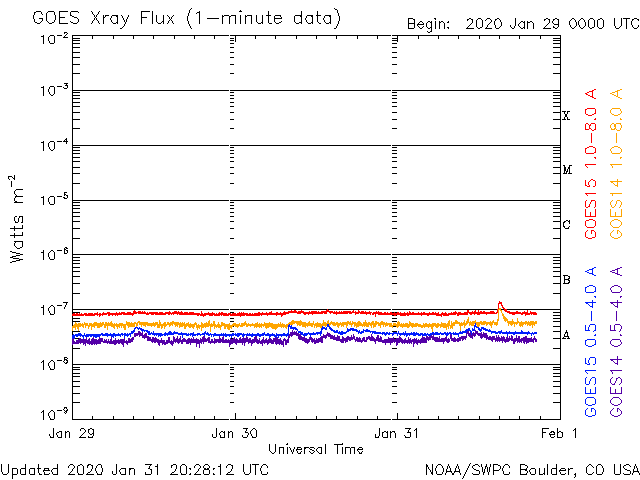 GOES Xray Flux (1-minute data)
Begin: 2020 Jan 29 0000 UTC
10⁻²
10⁻³
10⁻⁴
10⁻⁵
10⁻⁶
10⁻⁷
10⁻⁸
10⁻⁹
Watts m⁻²
X
M
C
B
A
GOES15 1.0-8.0 A
GOES14 1.0-8.0 A
GOES15 0.5-4.0 A
GOES14 0.5-4.0 A
Jan 29 Jan 30 Jan 31 Feb 1
Universal Time
Updated 2020 Jan 31 20:28:12 UTC
NOAA/SWPC Boulder, CO USA